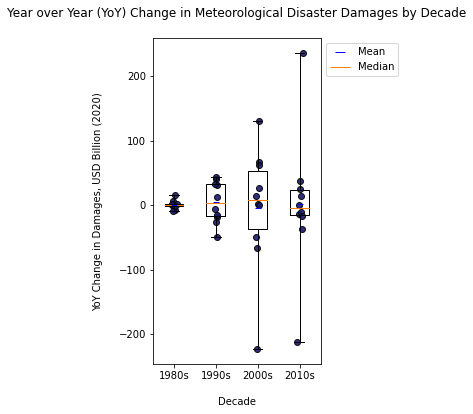 Year over Year (YoY) Change in Meteorological Disaster Damages by Decade
Mean
Median
YoY Change in Damages, USD Billion (2020)
200
100
0
−100
−200
1980s 1990s 2000s 2010s
Decade